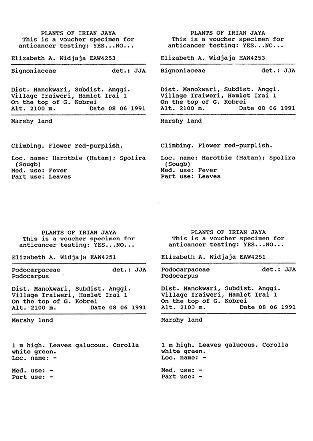 PLANTS OF IRIAN JAYA
This is a voucher specimen for
anticancer testing: YES...NO...
Elizabeth A. Widjaja EAW4253
Bignoniaceae det.: JJA
Dist. Manokwari, Subdist. Anggi.
Village Iraiweri, Hamlet Irai 1
On the top of G. Kobrei
Alt. 2100 m. Date 08 06 1991
Marshy land
Climbing. Flower red-purplish.
Loc. name: Harotbie (Hatam): Spolira
(Sougb)
Med. use: Fever
Part use: Leaves
PLANTS OF IRIAN JAYA
This is a voucher specimen for
anticancer testing: YES...NO...
Elizabeth A. Widjaja EAW4253
Bignoniaceae det.: JJA
Dist. Manokwari, Subdist. Anggi.
Village Iraiweri, Hamlet Irai 1
On the top of G. Kobrei
Alt. 2100 m. Date 08 06 1991
Marshy land
Climbing. Flower red-purplish.
Loc. name: Harotbie (Hatam): Spolira
(Sougb)
Med. use: Fever
Part use: Leaves
PLANTS OF IRIAN JAYA
This is a voucher specimen for
anticancer testing: YES...NO...
Elizabeth A. Widjaja EAW4251
Podocarpaceae det.: JJA
Podocarpus
Dist. Manokwari, Subdist. Anggi.
Village Iraiweri, Hamlet Irai 1
On the top of G. Kobrei
Alt. 2100 m. Date 08 06 1991
Marshy land
1 m high. Leaves galucous. Corolla
white green.
Loc. name: -
Med. use: -
Part use: -
PLANTS OF IRIAN JAYA
This is a voucher specimen for
anticancer testing: YES...NO...
Elizabeth A. Widjaja EAW4251
Podocarpaceae det.: JJA
Podocarpus
Dist. Manokwari, Subdist. Anggi.
Village Iraiweri, Hamlet Irai 1
On the top of G. Kobrei
Alt. 2100 m. Date 08 06 1991
Marshy land
1 m high. Leaves galucous. Corolla
white green.
Loc. name: -
Med. use: -
Part use: -